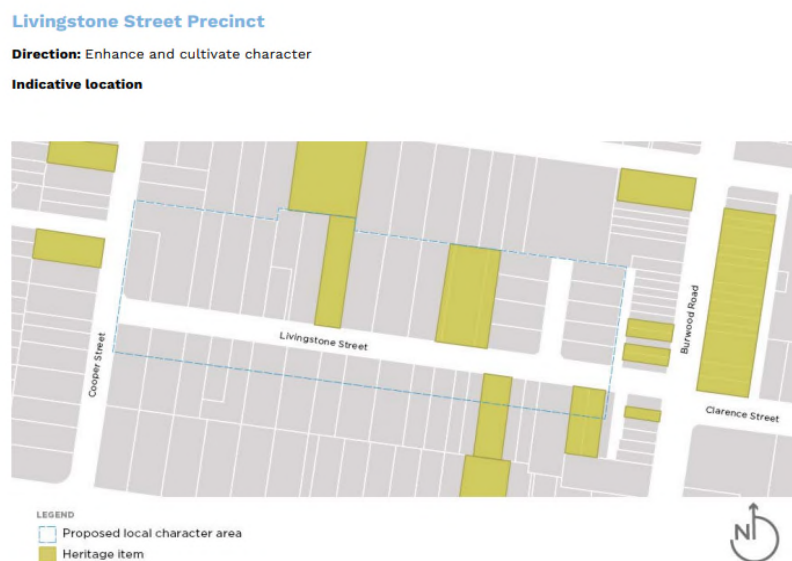 Livingstone Street Precinct
Direction: Enhance and cultivate character
Indicative location
Livingstone Street
Cooper Street
Burwood Road
Clarence Street
LEGEND
Proposed local character area
Heritage item
N